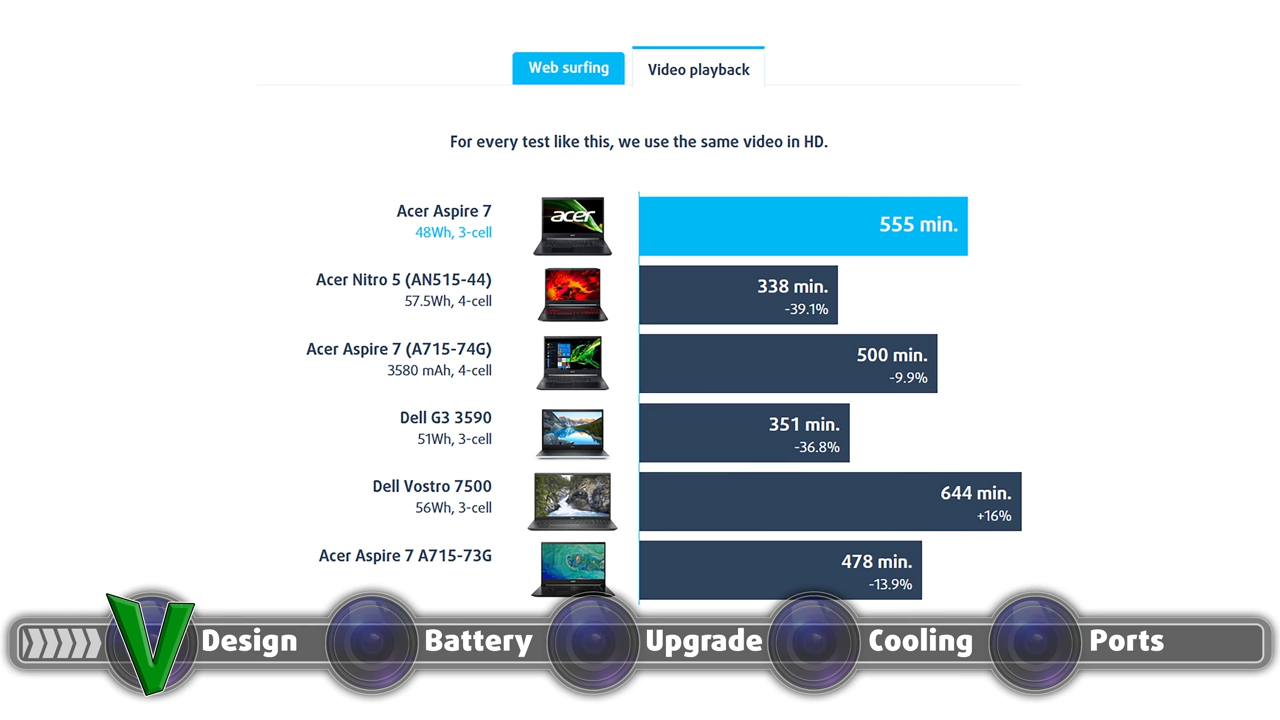 Web surfing
Video playback
For every test like this, we use the same video in HD.
Acer Aspire 7
48Wh, 3-cell
acer
555 min.
Acer Nitro 5 (AN515-44)
57.5Wh, 4-cell
338 min.
-39.1%
Acer Aspire 7 (A715-74G)
3580 mAh, 4-cell
500 min.
-9.9%
Dell G3 3590
51Wh, 3-cell
351 min.
-36.8%
Dell Vostro 7500
56Wh, 3-cell
644 min.
+16%
Acer Aspire 7 A715-73G
478 min.
-13.9%
V Design Battery Upgrade Cooling Ports